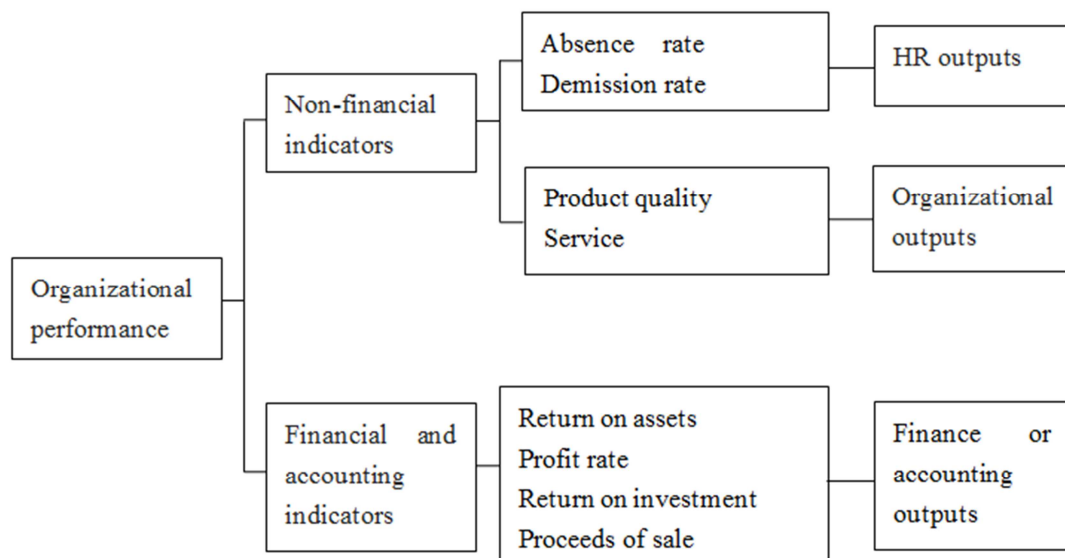 Organizational
performance
Non-financial
indicators
Absence rate
Demission rate
HR outputs
Product quality
Service
Organizational
outputs
Financial and
accounting
indicators
Return on assets
Profit rate
Return on investment
Proceeds of sale
Finance or
accounting
outputs